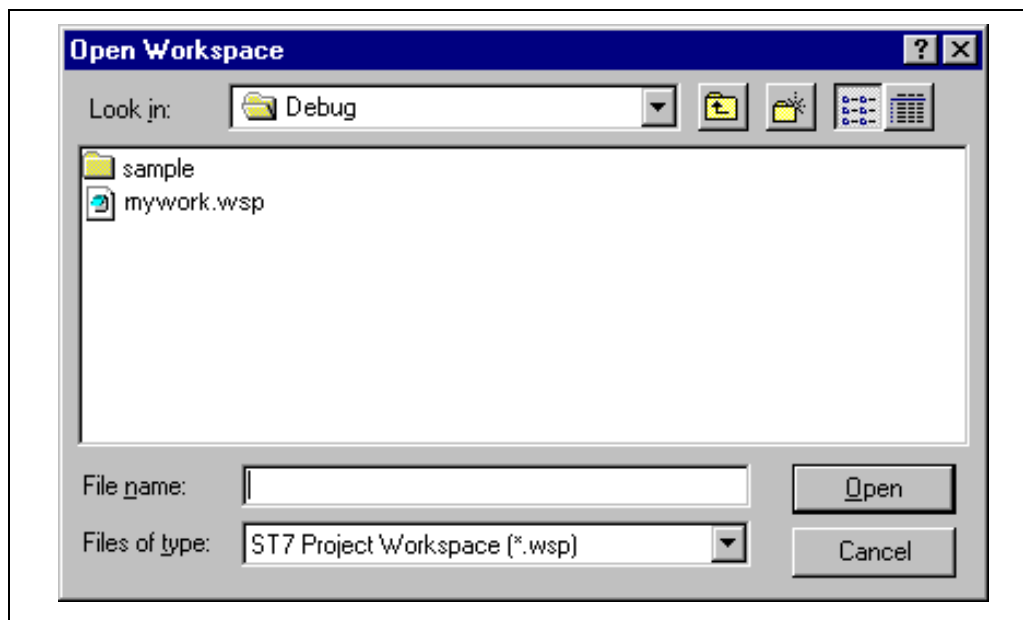 Open Workspace
Look in: Debug
sample
mywork.wsp
File name: Open
Files of type: ST7 Project Workspace (*.wsp) Cancel